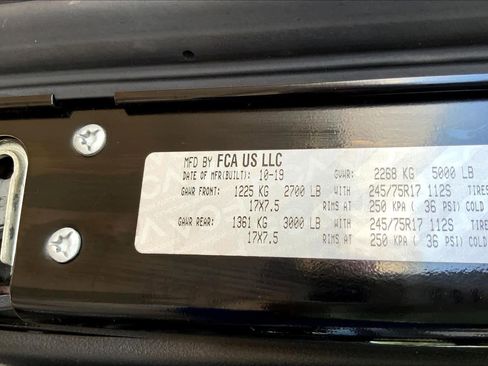 MFD BY FCA US LLC
DATE OF MFR(BUILT): 10-19 GVWR: 2268 KG 5000 LB
GAWR FRONT: 1225 KG 2700 LB WITH 245/75R17 112S TIRES
17X7.5 RIMS AT 250 KPA ( 36 PSI) COLD
GAWR REAR: 1361 KG 3000 LB WITH 245/75R17 112S TIRE
17X7.5 RIMS AT 250 KPA ( 36 PSI) COLD